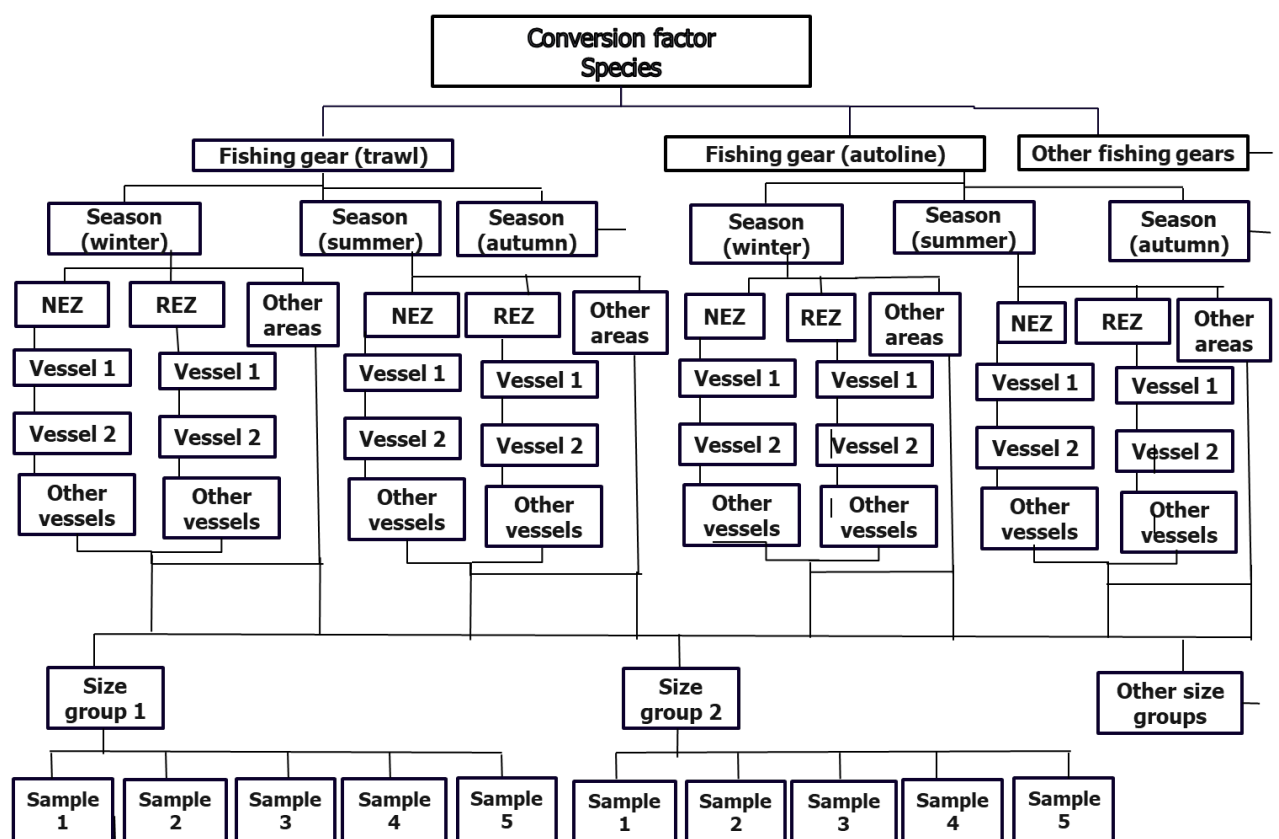 Conversion factor
Species
Fishing gear (trawl)
Fishing gear (autoline)
Other fishing gears
Season
(winter)
Season
(summer)
Season
(autumn)
Season
(winter)
Season
(summer)
Season
(autumn)
NEZ
REZ
Other
areas
NEZ
REZ
Other
areas
NEZ
REZ
Other
areas
NEZ
REZ
Other
areas
Vessel 1
Vessel 1
Vessel 1
Vessel 1
Vessel 1
Vessel 1
Vessel 1
Vessel 1
Vessel 2
Vessel 2
Vessel 2
Vessel 2
Vessel 2
Vessel 2
Vessel 2
Vessel 2
Other
vessels
Other
vessels
Other
vessels
Other
vessels
Other
vessels
Other
vessels
Other
vessels
Other
vessels
Size
group 1
Size
group 2
Other size
groups
Sample
1
Sample
2
Sample
3
Sample
4
Sample
5
Sample
1
Sample
2
Sample
3
Sample
4
Sample
5